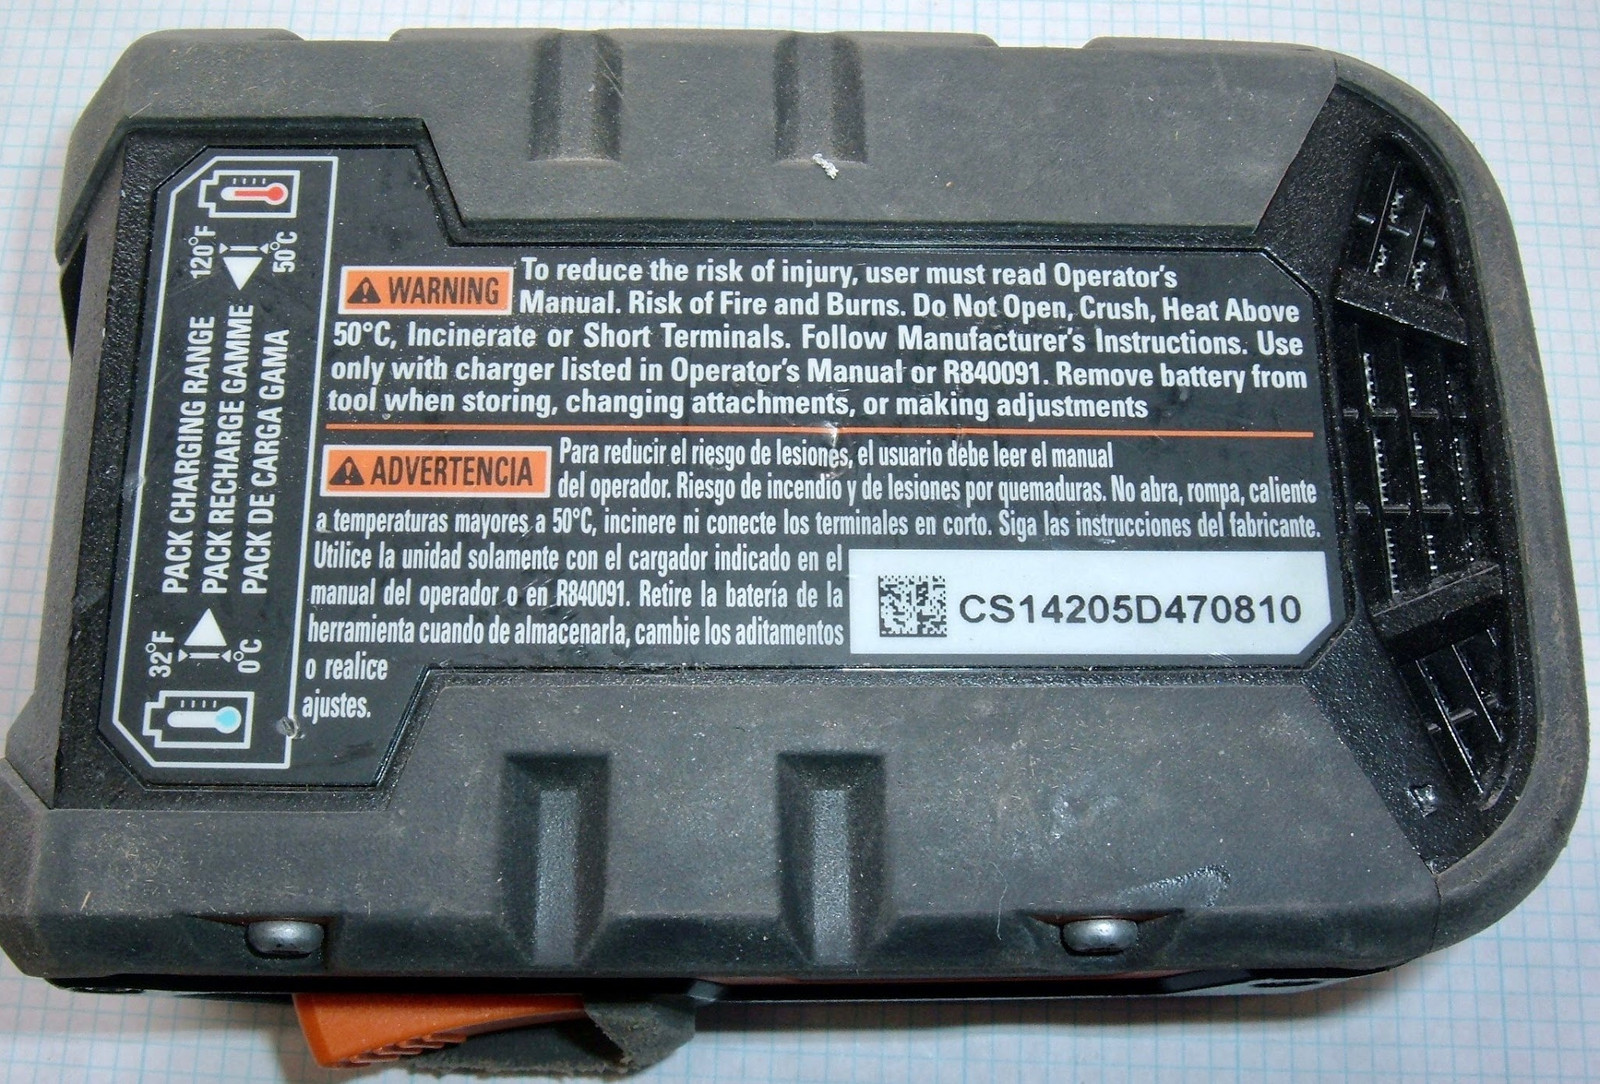 120°F
50°C
PACK CHARGING RANGE
PACK RECHARGE GAMME
PACK DE CARGA GAMA
32°F
0°C
WARNING To reduce the risk of injury, user must read Operator's
Manual. Risk of Fire and Burns. Do Not Open, Crush, Heat Above
50°C, Incinerate or Short Terminals. Follow Manufacturer's Instructions. Use
only with charger listed in Operator's Manual or R840091. Remove battery from
tool when storing, changing attachments, or making adjustments
ADVERTENCIA Para reducir el riesgo de lesiones, el usuario debe leer el manual
del operador. Riesgo de incendio y de lesiones por quemaduras. No abra, rompa, caliente
a temperaturas mayores a 50°C, incinere ni conecte los terminales en corto. Siga las instrucciones del fabricante.
Utilice la unidad solamente con el cargador indicado en el
manual del operador o en R840091. Retire la batería de la
herramienta cuando de almacenarla, cambie los aditamentos
o realice
ajustes.
CS14205D470810